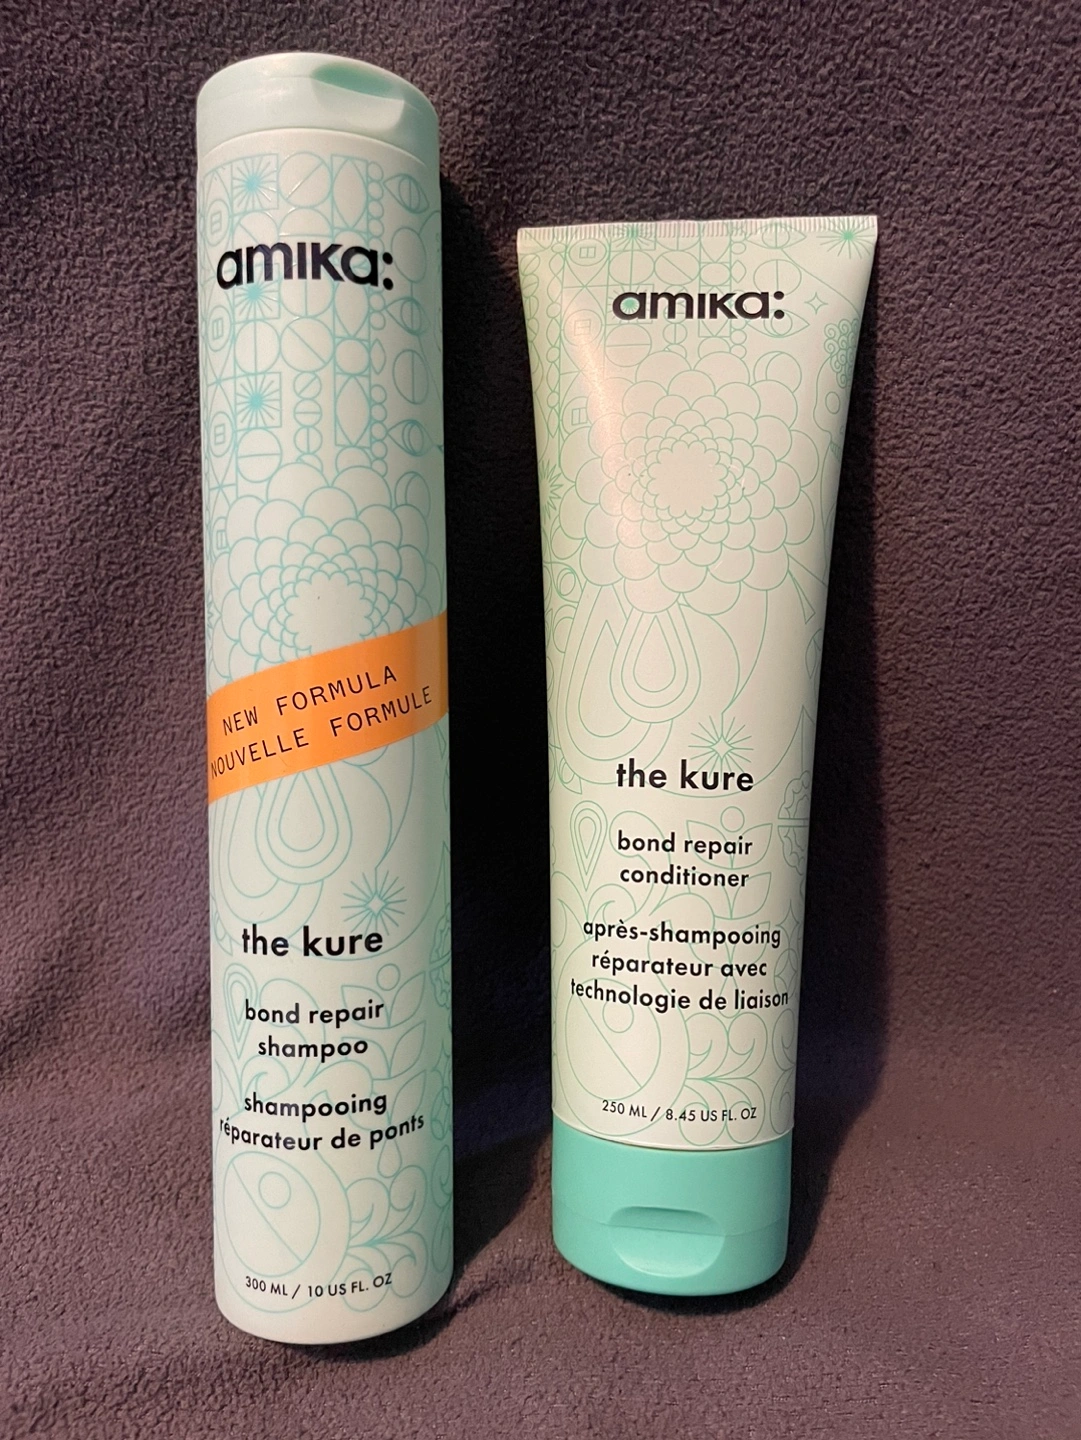 amika:
NEW FORMULA
NOUVELLE FORMULE
the kure
bond repair
shampoo
shampooing
réparateur de ponts
300 ML / 10 US FL. OZ
amika:
the kure
bond repair
conditioner
après-shampooing
réparateur avec
technologie de liaison
250 ML / 8.45 US FL. OZ